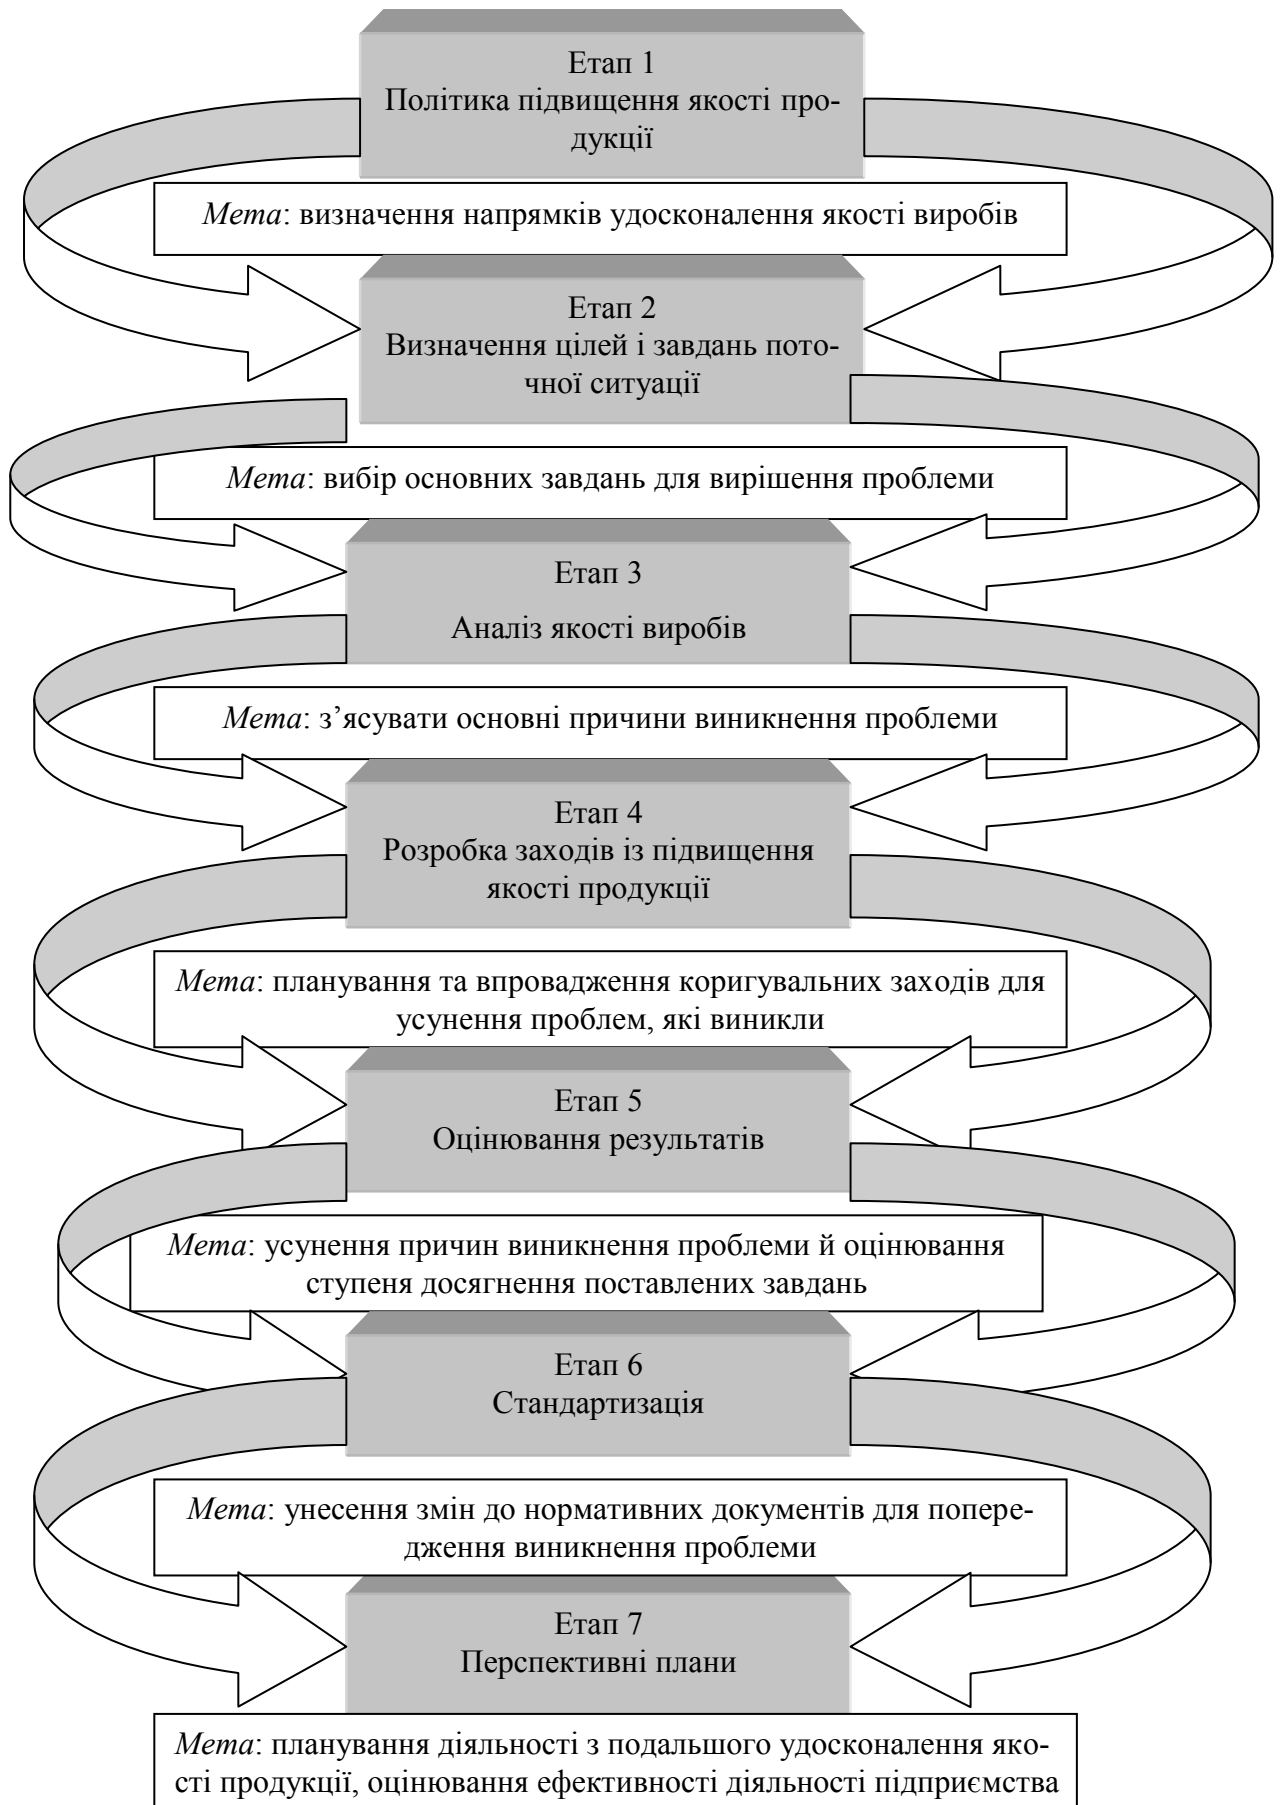 Етап 1
Політика підвищення якості про-
дукції
Мета: визначення напрямків удосконалення якості виробів
Етап 2
Визначення цілей і завдань пото-
чної ситуації
Мета: вибір основних завдань для вирішення проблеми
Етап 3
Аналіз якості виробів
Мета: з’ясувати основні причини виникнення проблеми
Етап 4
Розробка заходів із підвищення
якості продукції
Мета: планування та впровадження коригувальних заходів для
усунення проблем, які виникли
Етап 5
Оцінювання результатів
Мета: усунення причин виникнення проблеми й оцінювання
ступеня досягнення поставлених завдань
Етап 6
Стандартизація
Мета: унесення змін до нормативних документів для попере-
дження виникнення проблеми
Етап 7
Перспективні плани
Мета: планування діяльності з подальшого удосконалення яко-
сті продукції, оцінювання ефективності діяльності підприємства